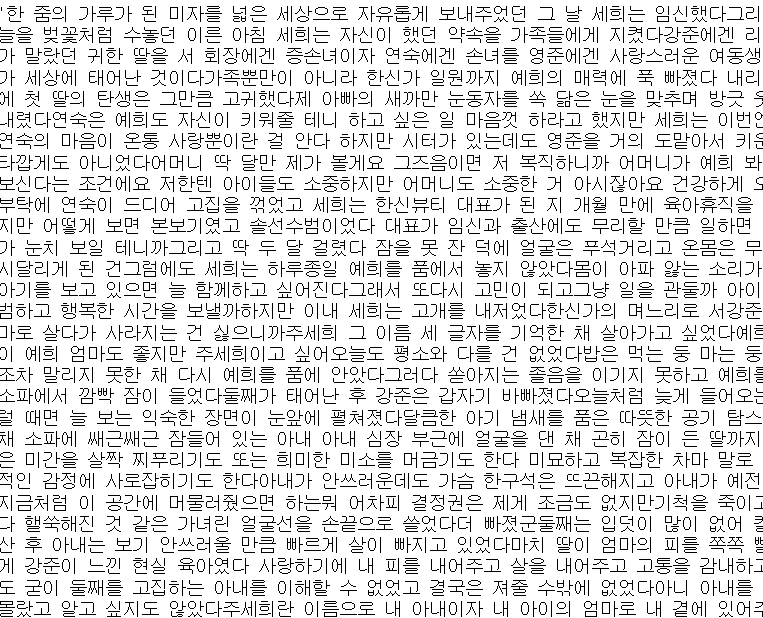 '한 줌의 가루가 된 미자를 넓은 세상으로 자유롭게 보내주었던 그 날 세희는 임신했다그리
늘을 벚꽃처럼 수놓던 이른 아침 세희는 자신이 했던 약속을 가족들에게 지켰다강준에겐 리
가 말랐던 귀한 딸을 서 회장에겐 증손녀이자 연숙에겐 손녀를 영준에겐 사랑스러운 여동생
가 세상에 태어난 것이다가족뿐만이 아니라 한신가 일원까지 예희의 매력에 푹 빠졌다 내리
에 첫 딸의 탄생은 그만큼 고귀했다제 아빠의 새까만 눈동자를 쏙 닮은 눈을 맞추며 방긋
내렸다연숙은 예희도 자신이 키워줄 테니 하고 싶은 일 마음껏 하라고 했지만 세희는 이번엔
연숙의 마음이 온통 사랑뿐이란 걸 안다 하지만 시터가 있는데도 영준을 거의 도맡아서 키운
타깝게도 아니었다어머니 딱 달만 제가 볼게요 그즈음이면 저 복직하니까 어머니가 예희 봐
보신다는 조건에요 저한텐 아이들도 소중하지만 어머니도 소중한 거 아시잖아요 건강하게 오
부탁에 연숙이 드디어 고집을 꺾었고 세희는 한신뷰티 대표가 된 지 개월 만에 육아휴직을
지만 어떻게 보면 본보기였고 솔선수범이었다 대표가 임신과 출산에도 무리할 만큼 일하면
가 눈치 보일 테니까그리고 딱 두 달 걸렸다 잠을 못 잔 덕에 얼굴은 푸석거리고 온몸은 무
시달리게 된 건그럼에도 세희는 하루종일 예희를 품에서 놓지 않았다몸이 아파 앓는 소리가
아기를 보고 있으면 늘 함께하고 싶어진다그래서 또다시 고민이 되고그냥 일을 관둘까 아이
범하고 행복한 시간을 보낼까하지만 이내 세희는 고개를 내저었다한신가의 며느리로 서강준
마로 살다가 사라지는 건 싫으니까주세희 그 이름 세 글자를 기억한 채 살아가고 싶었다예희
이 예희 엄마도 좋지만 주세희이고 싶어오늘도 평소와 다를 건 없었다밥은 먹는 둥 마는 둥
조차 말리지 못한 채 다시 예희를 품에 안았다그러다 쏟아지는 졸음을 이기지 못하고 예희를
소파에서 깜빡 잠이 들었다둘째가 태어난 후 강준은 갑자기 바빠졌다오늘처럼 늦게 들어오는
럴 때면 늘 보는 익숙한 장면이 눈앞에 펼쳐졌다달큼한 아기 냄새를 품은 따뜻한 공기 탐스
채 소파에 쌔근쌔근 잠들어 있는 아내 아내 심장 부근에 얼굴을 댄 채 곤히 잠이 든 딸까지
은 미간을 살짝 찌푸리기도 또는 희미한 미소를 머금기도 한다 미묘하고 복잡한 차마 말로
적인 감정에 사로잡히기도 한다아내가 안쓰러운데도 가슴 한구석은 뜨끈해지고 아내가 예전
지금처럼 이 공간에 머물러줬으면 하는뭐 어차피 결정권은 제게 조금도 없지만기척을 죽이고
다 핼쑥해진 것 같은 가녀린 얼굴선을 손끝으로 쓸었다더 빠졌군둘째는 입덧이 많이 없어
산 후 아내는 보기 안쓰러울 만큼 빠르게 살이 빠지고 있었다마치 딸이 엄마의 피를 쪽쪽
게 강준이 느낀 현실 육아였다 사랑하기에 내 피를 내어주고 살을 내어주고 고통을 감내하고
도 굳이 둘째를 고집하는 아내를 이해할 수 없었고 결국은 져줄 수밖에 없었다아니 아내를
몰랐고 알고 싶지도 않았다주세희란 이름으로 내 아내이자 내 아이의 엄마로 내 곁에 있어주